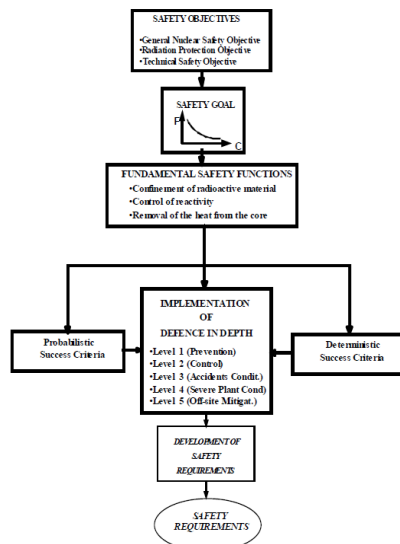 SAFETY OBJECTIVES
•General Nuclear Safety Objective
•Radiation Protection Objective
•Technical Safety Objective
SAFETY GOAL
P
C
FUNDAMENTAL SAFETY FUNCTIONS
•Confinement of radioactive material
•Control of reactivity
•Removal of the heat from the core
IMPLEMENTATION
OF
DEFENCE IN DEPTH
•Level 1 (Prevention)
•Level 2 (Control)
•Level 3 (Accidents Condit.)
•Level 4 (Severe Plant Cond)
•Level 5 (Off-site Mitigat.)
Probabilistic
Success Criteria
Deterministic
Success Criteria
DEVELOPMENT OF
SAFETY
REQUIREMENTS
SAFETY
REQUIREMENTS